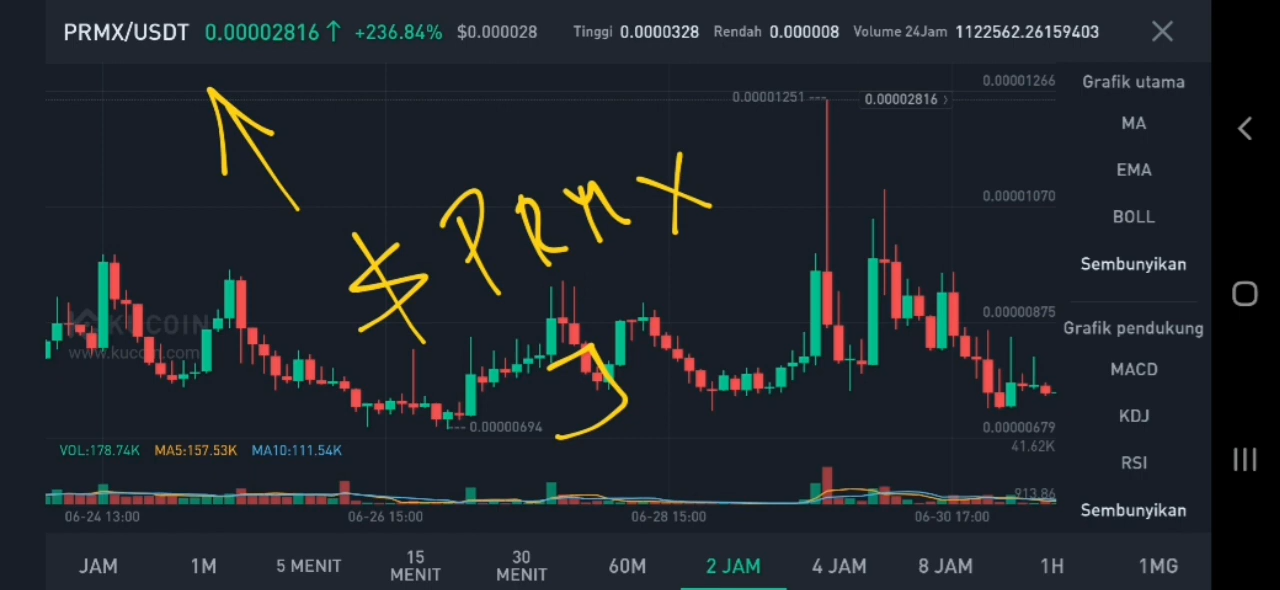 PRMX/USDT 0.00002816↑ +236.84% $0.000028 Tinggi 0.0000328 Rendah 0.000008 Volume 24Jam 1122562.26159403
0.00001266 Grafik utama
0.00001251 0.00002816
MA
EMA
$PRMX
0.00001070
BOLL
Sembunyikan
0.00000875
KUCOIN
www.kucoin.com
Grafik pendukung
MACD
KDJ
0.00000694 0.00000679
VOL:178.74K MA5:157.53K MA10:111.54K 41.62K
RSI
913.86
06-24 13:00 06-26 15:00 06-28 15:00 06-30 17:00
Sembunyikan
JAM 1M 5 MENIT 15 MENIT 30 MENIT 60M 2 JAM 4 JAM 8 JAM 1H 1MG